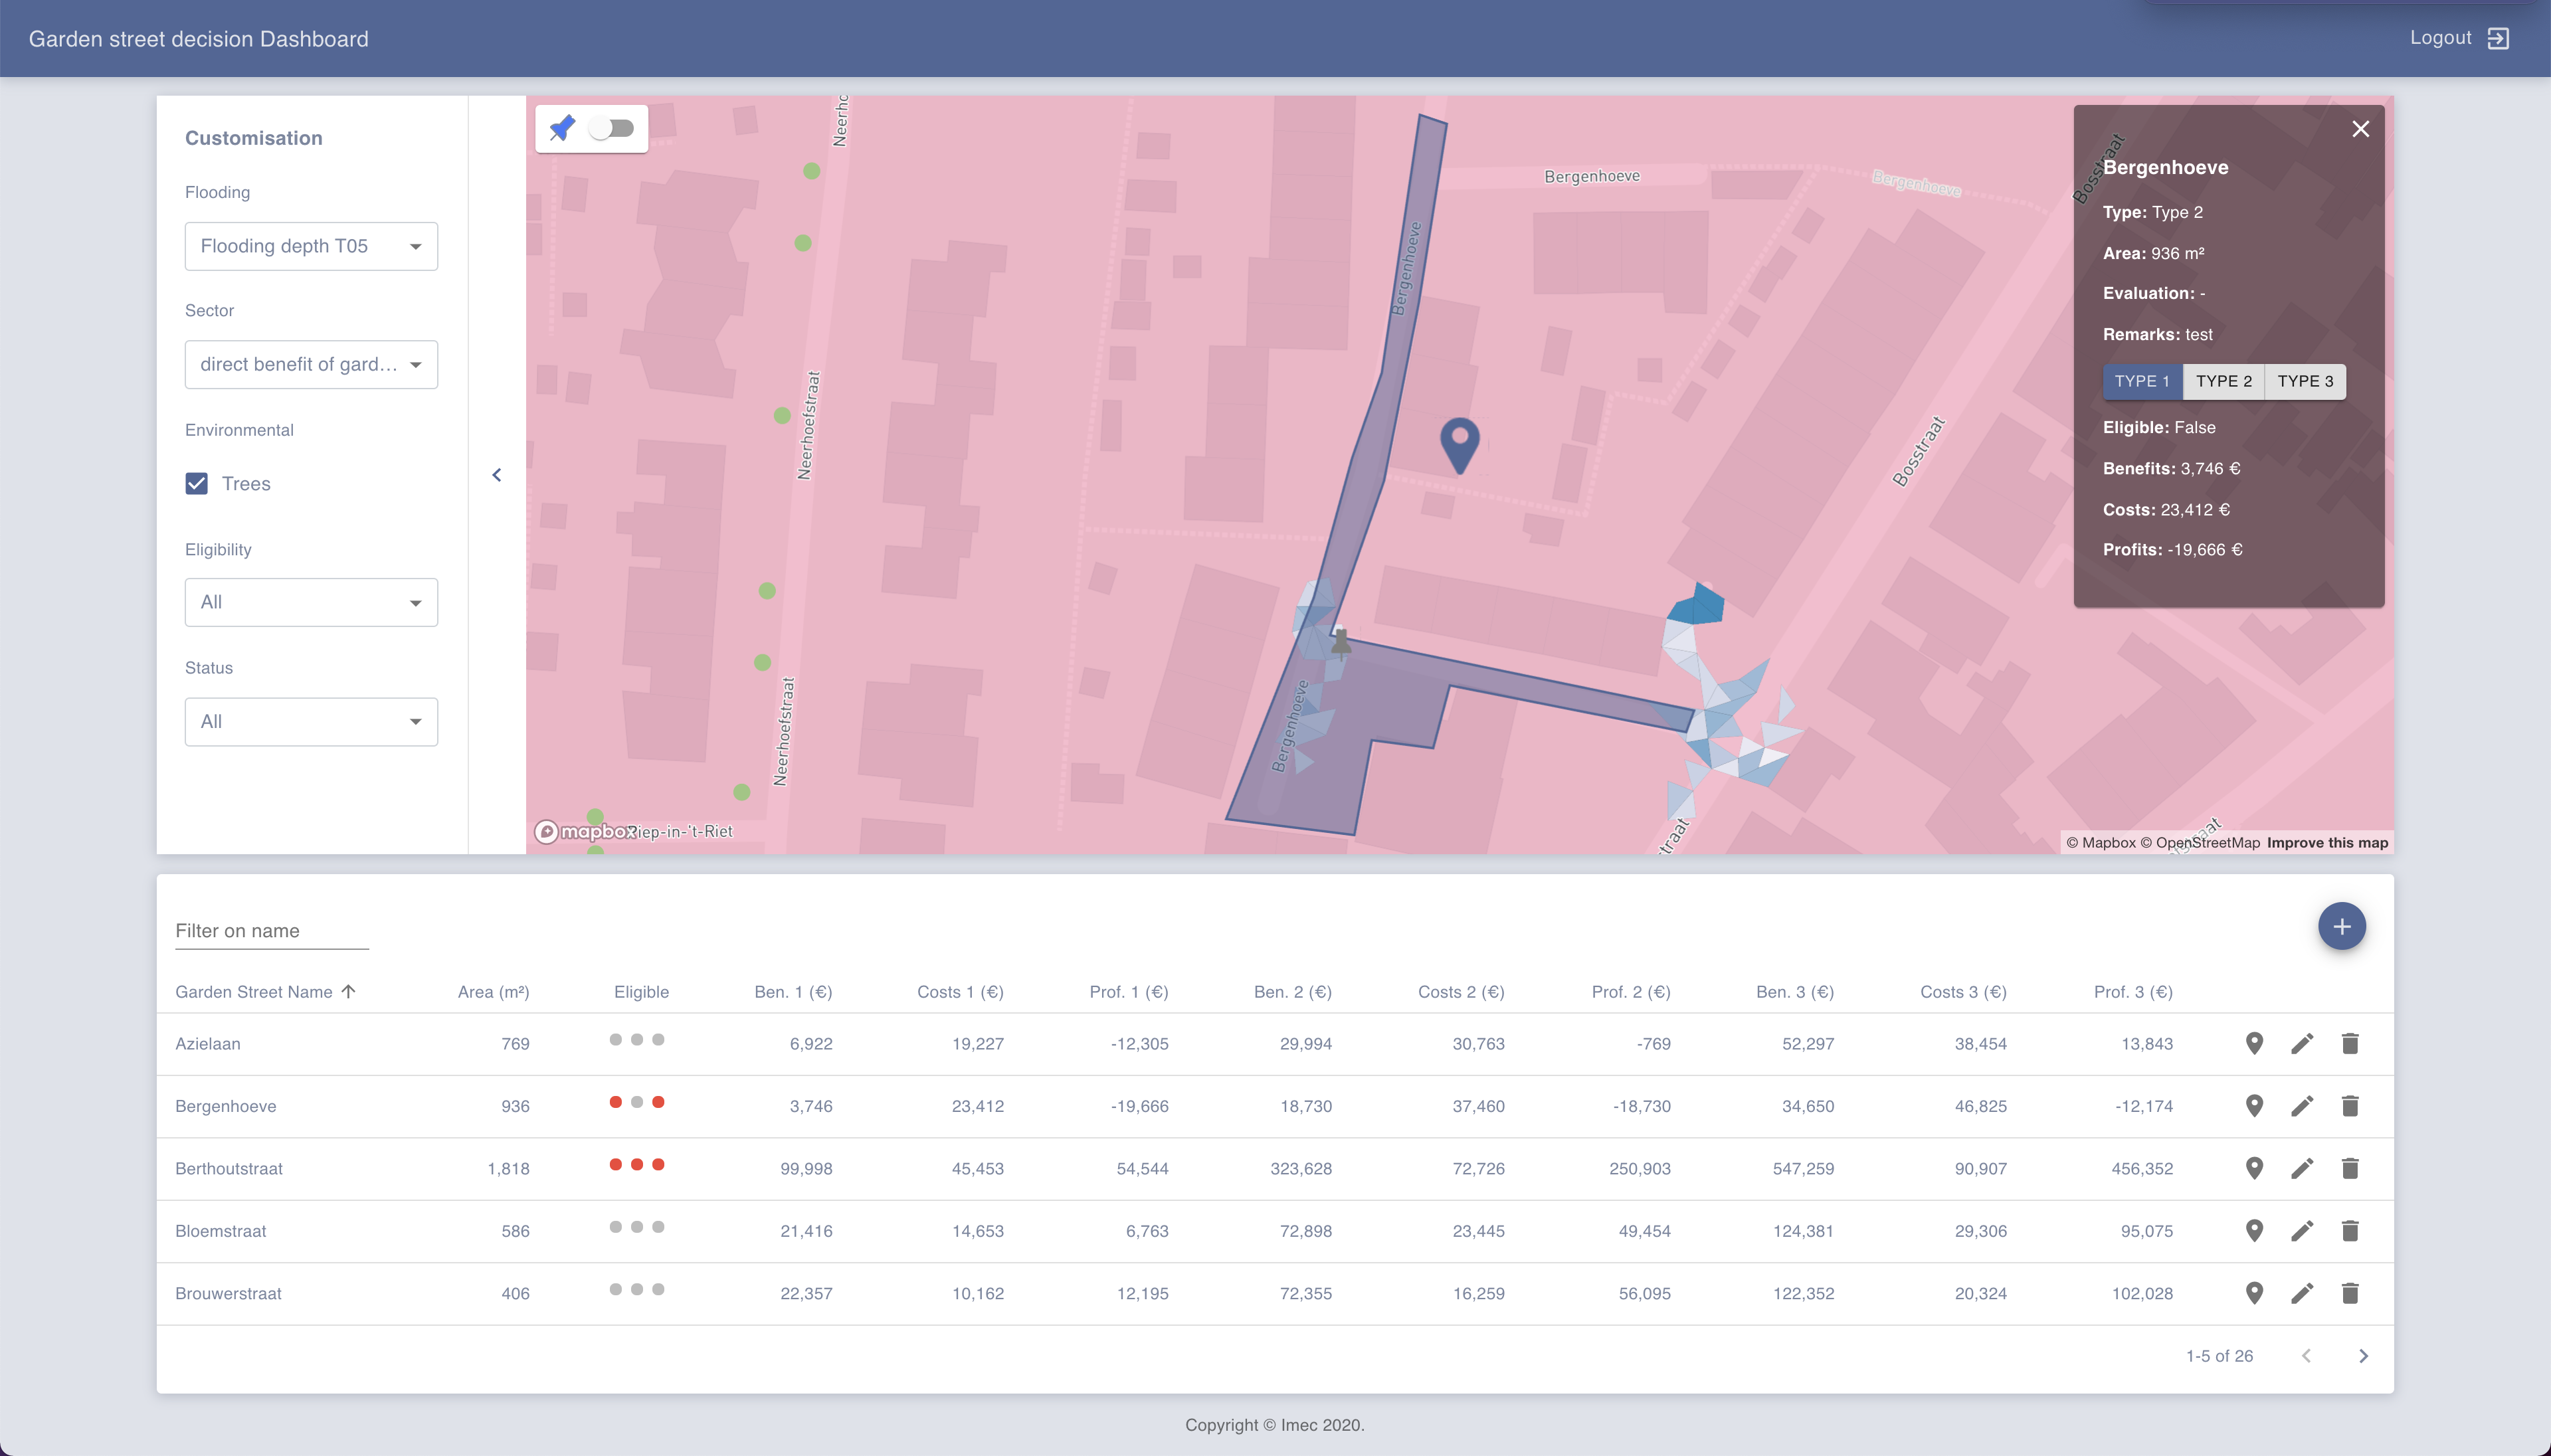 Garden street decision Dashboard
Logout
Customisation
Flooding
Flooding depth T05
Sector
direct benefit of gard...
Environmental
Trees
Eligibility
All
Status
All
Neerhoefstraat
Neerhoefstraat
Bergenhoeve
Bergenhoeve
Bergenhoeve
Bergenhoeve
Bosstraat
Bosstraat
mapbox
© Mapbox © OpenStreetMap Improve this map
Bergenhoeve
Type: Type 2
Area: 936 m²
Evaluation: -
Remarks: test
TYPE 1 TYPE 2 TYPE 3
Eligible: False
Benefits: 3,746 €
Costs: 23,412 €
Profits: -19,666 €
Filter on name
Garden Street Name Area (m²) Eligible Ben. 1 (€) Costs 1 (€) Prof. 1 (€) Ben. 2 (€) Costs 2 (€) Prof. 2 (€) Ben. 3 (€) Costs 3 (€) Prof. 3 (€)
Azielaan 769 6,922 19,227 -12,305 29,994 30,763 -769 52,297 38,454 13,843
Bergenhoeve 936 3,746 23,412 -19,666 18,730 37,460 -18,730 34,650 46,825 -12,174
Berthoutstraat 1,818 99,998 45,453 54,544 323,628 72,726 250,903 547,259 90,907 456,352
Bloemstraat 586 21,416 14,653 6,763 72,898 23,445 49,454 124,381 29,306 95,075
Brouwerstraat 406 22,357 10,162 12,195 72,355 16,259 56,095 122,352 20,324 102,028
1-5 of 26
Copyright © Imec 2020.